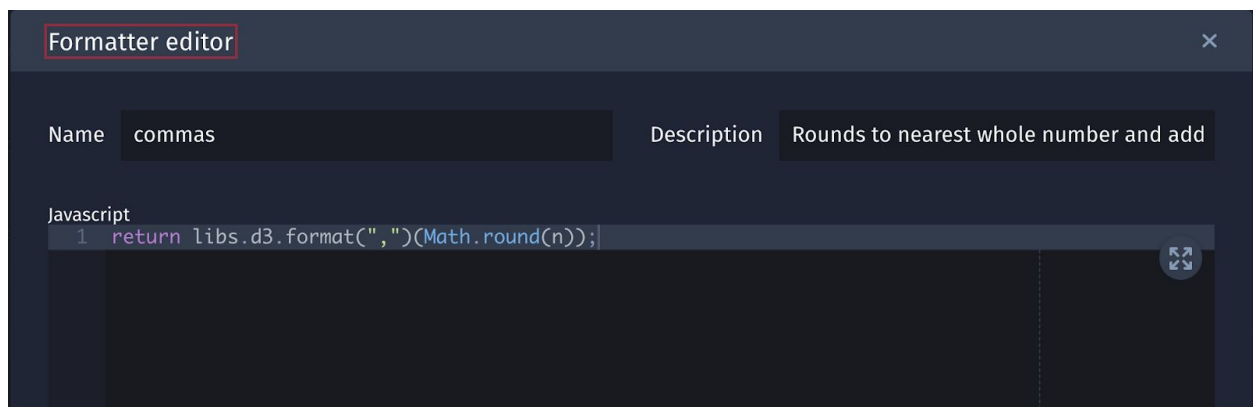 Formatter editor
Name commas Description Rounds to nearest whole number and add
Javascript
1 return libs.d3.format(",")(Math.round(n));